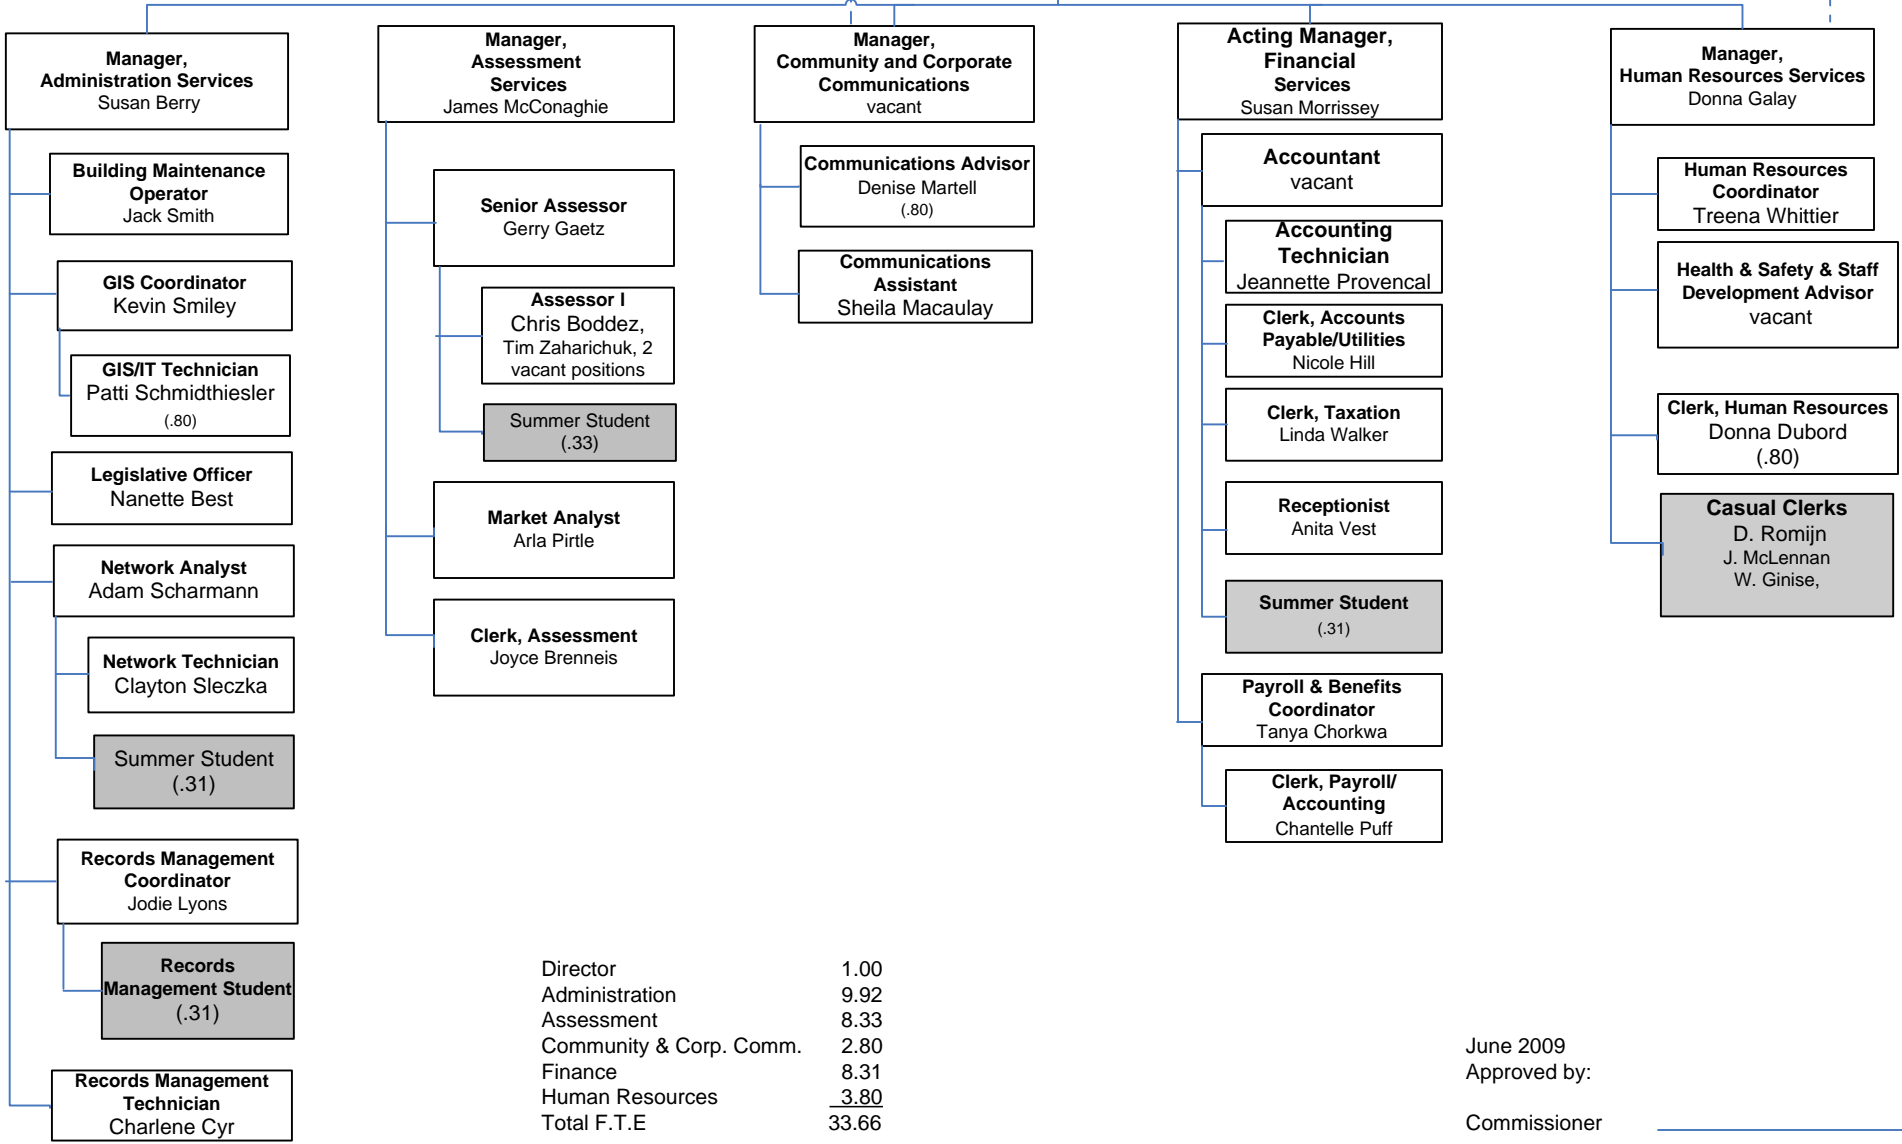 Manager,
Administration Services
Susan Berry
Building Maintenance
Operator
Jack Smith
GIS Coordinator
Kevin Smiley
GIS/IT Technician
Patti Schmidthiesler
(.80)
Legislative Officer
Nanette Best
Network Analyst
Adam Scharmann
Network Technician
Clayton Sleczka
Summer Student
(.31)
Records Management
Coordinator
Jodie Lyons
Records
Management Student
(.31)
Records Management
Technician
Charlene Cyr
Manager,
Assessment
Services
James McConaghie
Senior Assessor
Gerry Gaetz
Assessor I
Chris Boddez,
Tim Zaharichuk, 2
vacant positions
Summer Student
(.33)
Market Analyst
Arla Pirtle
Clerk, Assessment
Joyce Brenneis
Manager,
Community and Corporate
Communications
vacant
Communications Advisor
Denise Martell
(.80)
Communications
Assistant
Sheila Macaulay
Acting Manager,
Financial
Services
Susan Morrissey
Accountant
vacant
Accounting
Technician
Jeannette Provencal
Clerk, Accounts
Payable/Utilities
Nicole Hill
Clerk, Taxation
Linda Walker
Receptionist
Anita Vest
Summer Student
(.31)
Payroll & Benefits
Coordinator
Tanya Chorkwa
Clerk, Payroll/
Accounting
Chantelle Puff
Manager,
Human Resources Services
Donna Galay
Human Resources
Coordinator
Treena Whittier
Health & Safety & Staff
Development Advisor
vacant
Clerk, Human Resources
Donna Dubord
(.80)
Casual Clerks
D. Romijn
J. McLennan
W. Ginise,
Director 1.00
Administration 9.92
Assessment 8.33
Community & Corp. Comm. 2.80
Finance 8.31
Human Resources 3.80
Total F.T.E 33.66
June 2009
Approved by:
Commissioner